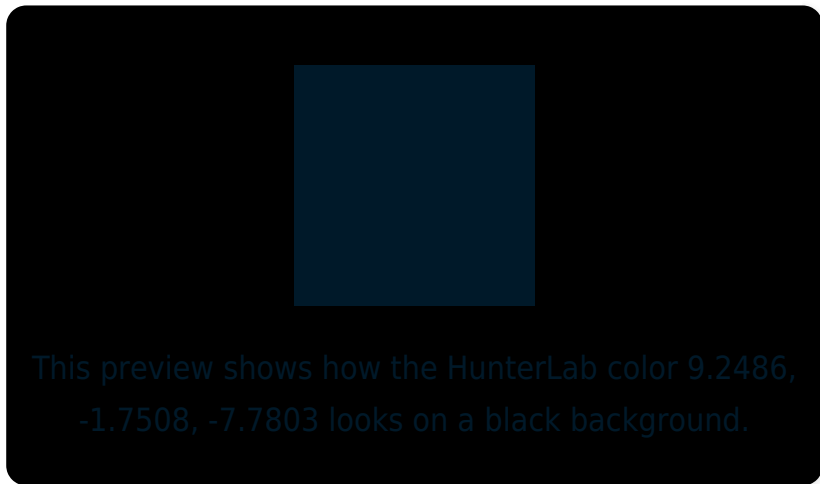 This preview shows how the HunterLab color 9.2486,
-1.7508, -7.7803 looks on a black background.